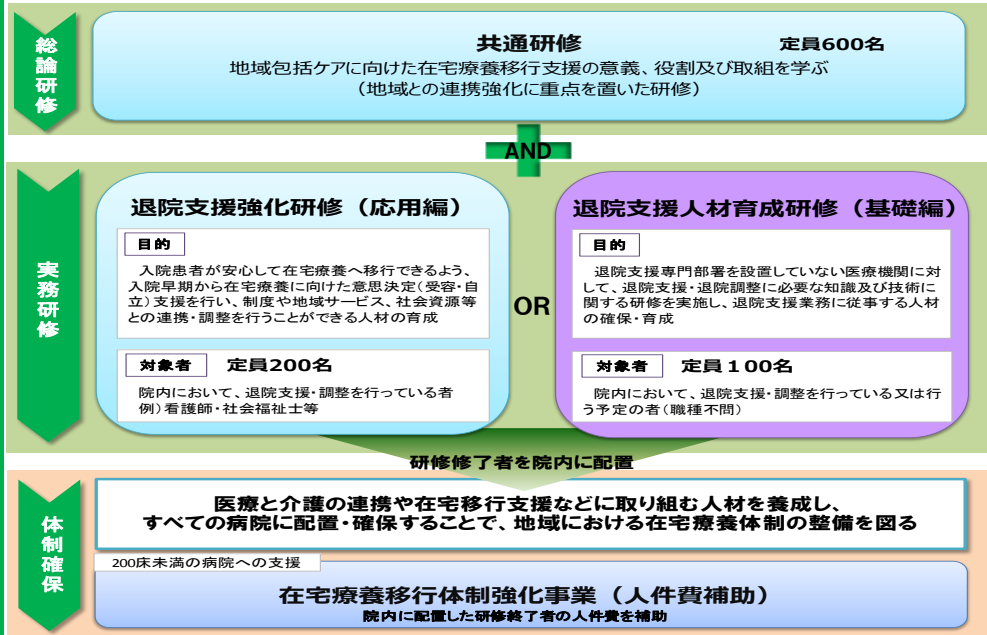 総論研修
共通研修 定員600名
地域包括ケアに向けた在宅療養移行支援の意義、役割及び取組を学ぶ
（地域との連携強化に重点を置いた研修）
AND
実務研修
退院支援強化研修（応用編）
目的
入院患者が安心して在宅療養へ移行できるよう、
入院早期から在宅療養に向けた意思決定（受容・自
立）支援を行い、制度や地域サービス、社会資源等
との連携・調整を行うことができる人材の育成
対象者 定員200名
院内において、退院支援・調整を行っている者
例）看護師・社会福祉士等
OR
退院支援人材育成研修（基礎編）
目的
退院支援専門部署を設置していない医療機関に対
して、退院支援・退院調整に必要な知識及び技術に
関する研修を実施し、退院支援業務に従事する人材
の確保・育成
対象者 定員１００名
院内において、退院支援・調整を行っている又は行
う予定の者（職種不問）
研修修了者を院内に配置
体制確保
医療と介護の連携や在宅移行支援などに取り組む人材を養成し、
すべての病院に配置・確保することで、地域における在宅療養体制の整備を図る
200床未満の病院への支援
在宅療養移行体制強化事業（人件費補助）
院内に配置した研修終了者の人件費を補助